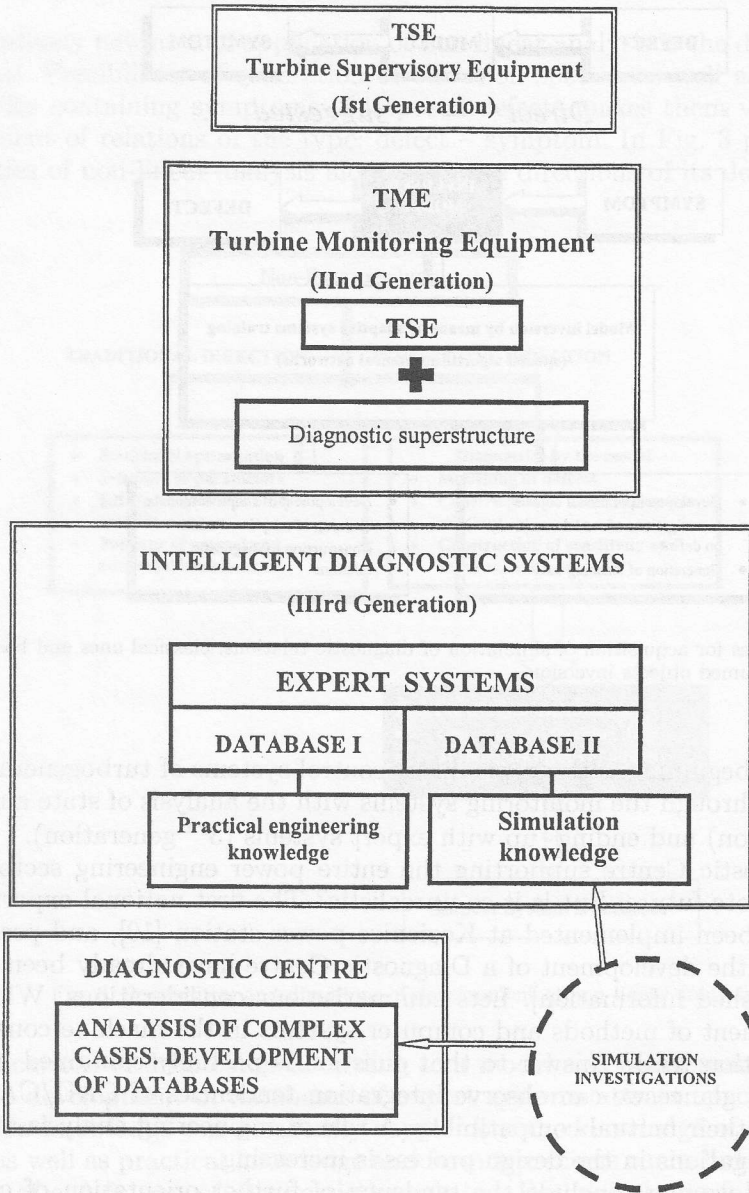 TSE
Turbine Supervisory Equipment
(Ist Generation)
TME
Turbine Monitoring Equipment
(IInd Generation)
TSE
Diagnostic superstructure
INTELLIGENT DIAGNOSTIC SYSTEMS
(IIIrd Generation)
EXPERT SYSTEMS
DATABASE I
DATABASE II
Practical engineering
knowledge
Simulation
knowledge
DIAGNOSTIC CENTRE
ANALYSIS OF COMPLEX
CASES, DEVELOPMENT
OF DATABASES
SIMULATION
INVESTIGATIONS